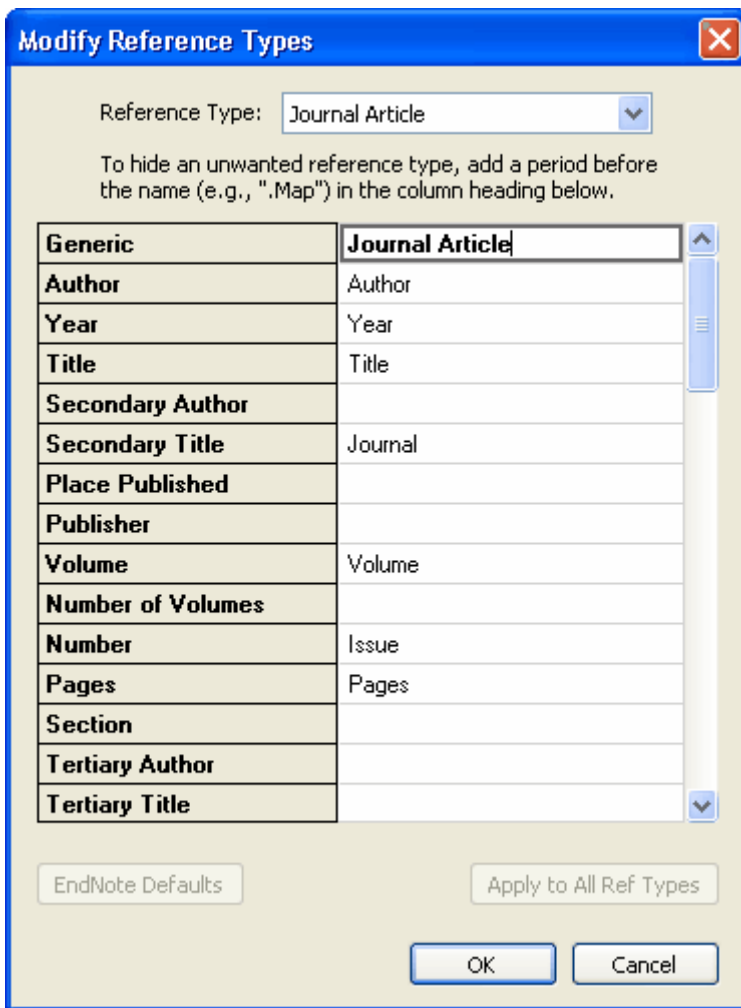 Modify Reference Types
Reference Type: Journal Article
To hide an unwanted reference type, add a period before
the name (e.g., ".Map") in the column heading below.
Generic Journal Article
Author Author
Year Year
Title Title
Secondary Author
Secondary Title Journal
Place Published
Publisher
Volume Volume
Number of Volumes
Number Issue
Pages Pages
Section
Tertiary Author
Tertiary Title
EndNote Defaults Apply to All Ref Types
OK Cancel